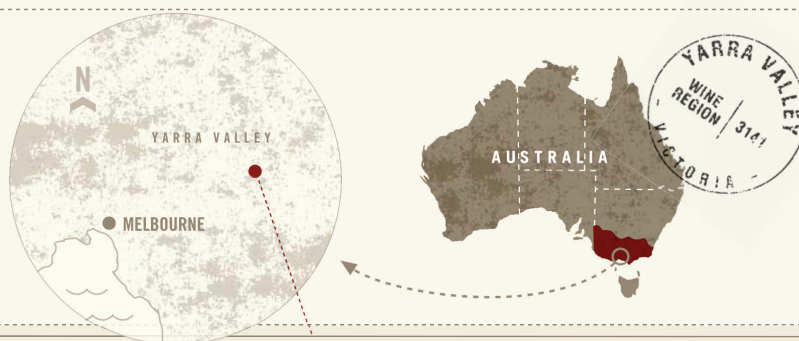 N
YARRA VALLEY
MELBOURNE
AUSTRALIA
YARRA VALLEY
WINE
REGION
3141
- VICTORIA -